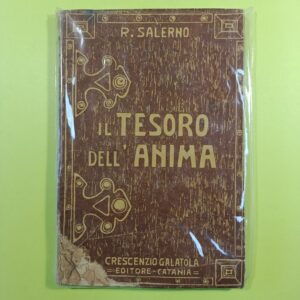 R. SALERNO
IL TESORO
DELL'ANIMA
CRESCENZIO GALATOLA
EDITORE-CATANIA